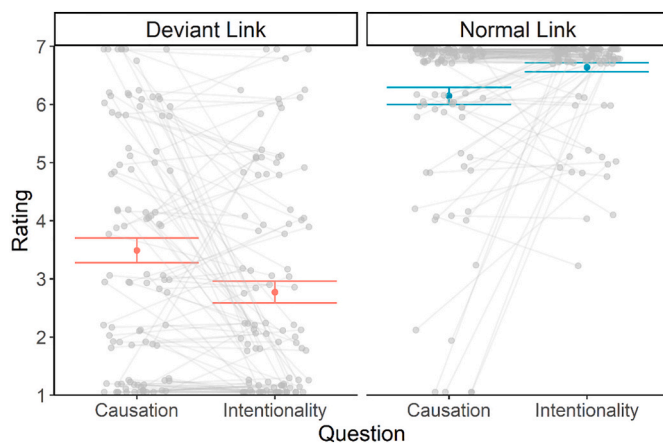 Deviant Link
Normal Link
Rating
7
6
5
4
3
2
1
Causation
Intentionality
Causation
Intentionality
Question